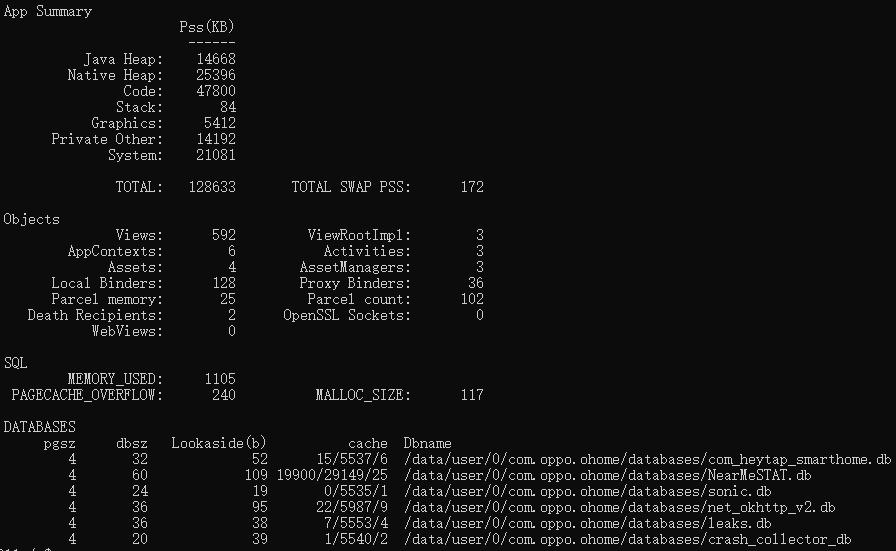 App Summary
Pss(KB)
------
Java Heap: 14668
Native Heap: 25396
Code: 47800
Stack: 84
Graphics: 5412
Private Other: 14192
System: 21081
TOTAL: 128633 TOTAL SWAP PSS: 172
Objects
Views: 592 ViewRootImpl: 3
AppContexts: 6 Activities: 3
Assets: 4 AssetManagers: 3
Local Binders: 128 Proxy Binders: 36
Parcel memory: 25 Parcel count: 102
Death Recipients: 2 OpenSSL Sockets: 0
WebViews: 0
SQL
MEMORY_USED: 1105
PAGECACHE_OVERFLOW: 240 MALLOC_SIZE: 117
DATABASES
pgsz dbsz Lookaside(b) cache Dbname
4 32 52 15/5537/6 /data/user/0/com.oppo.ohome/databases/com_heytap_smarthome.db
4 60 109 19900/29149/25 /data/user/0/com.oppo.ohome/databases/NearMeSTAT.db
4 24 19 0/5535/1 /data/user/0/com.oppo.ohome/databases/sonic.db
4 36 95 22/5987/9 /data/user/0/com.oppo.ohome/databases/net_okhttp_v2.db
4 36 38 7/5553/4 /data/user/0/com.oppo.ohome/databases/leaks.db
4 20 39 1/5540/2 /data/user/0/com.oppo.ohome/databases/crash_collector_db